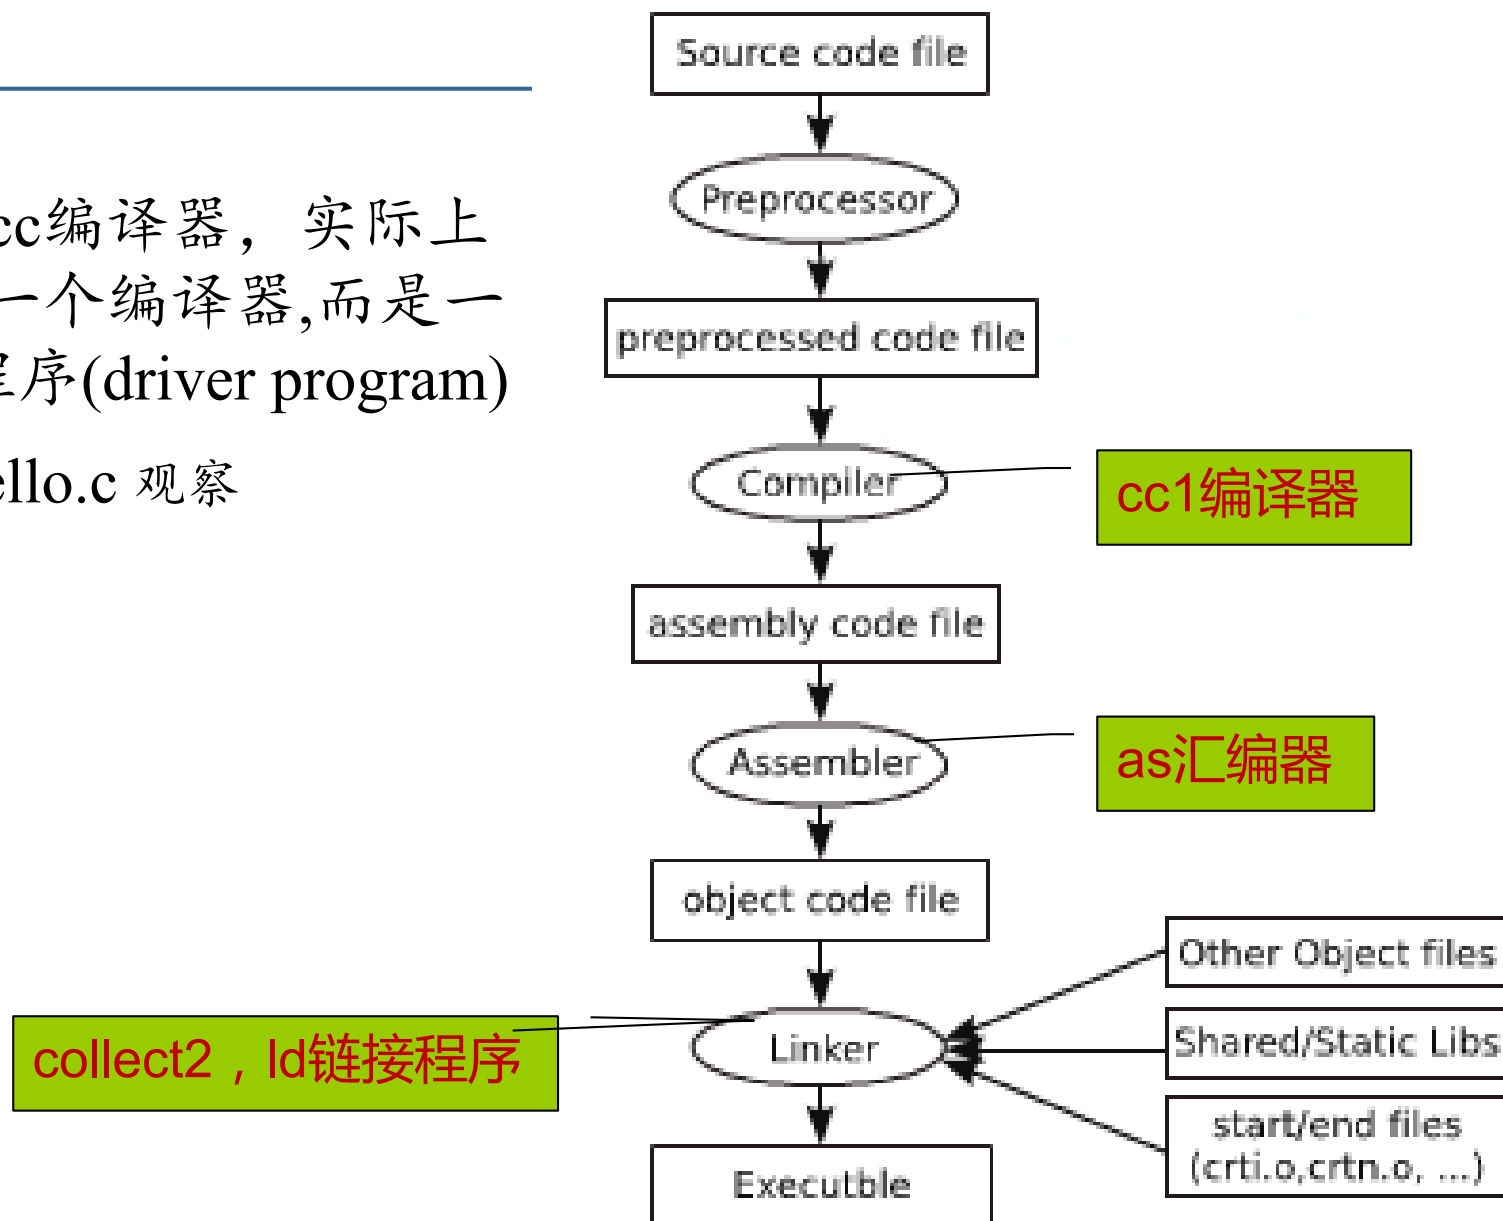 cc编译器，实际上
一个编译器,而是一
程序(driver program)
ello.c 观察
Source code file
Preprocessor
preprocessed code file
Compiler
cc1编译器
assembly code file
Assembler
as汇编器
object code file
Other Object files
Linker
collect2，ld链接程序
Shared/Static Libs
start/end files
(crti.o,crtn.o, ...)
Executble